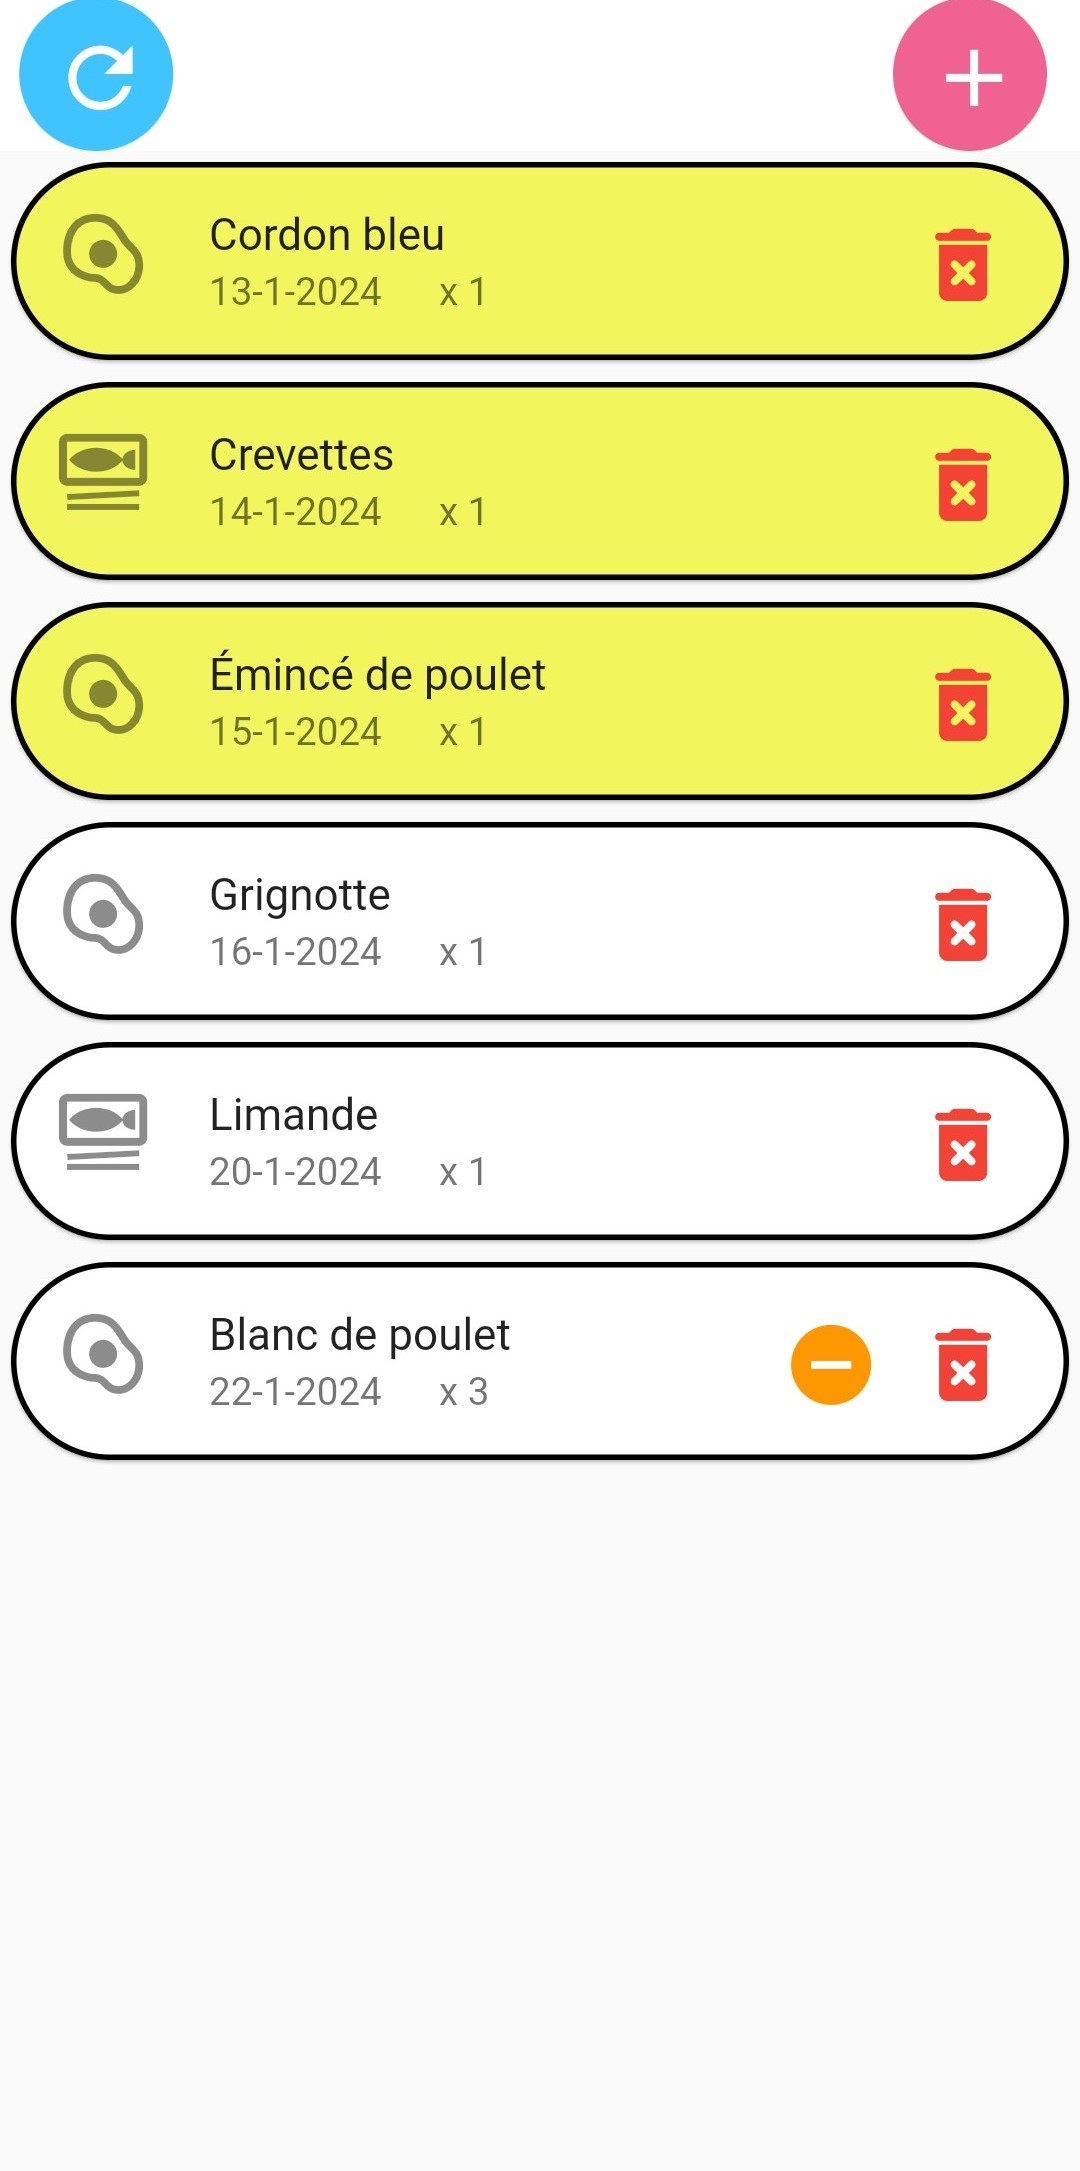 Cordon bleu
13-1-2024 x 1
Crevettes
14-1-2024 x 1
Émincé de poulet
15-1-2024 x 1
Grignotte
16-1-2024 x 1
Limande
20-1-2024 x 1
Blanc de poulet
22-1-2024 x 3